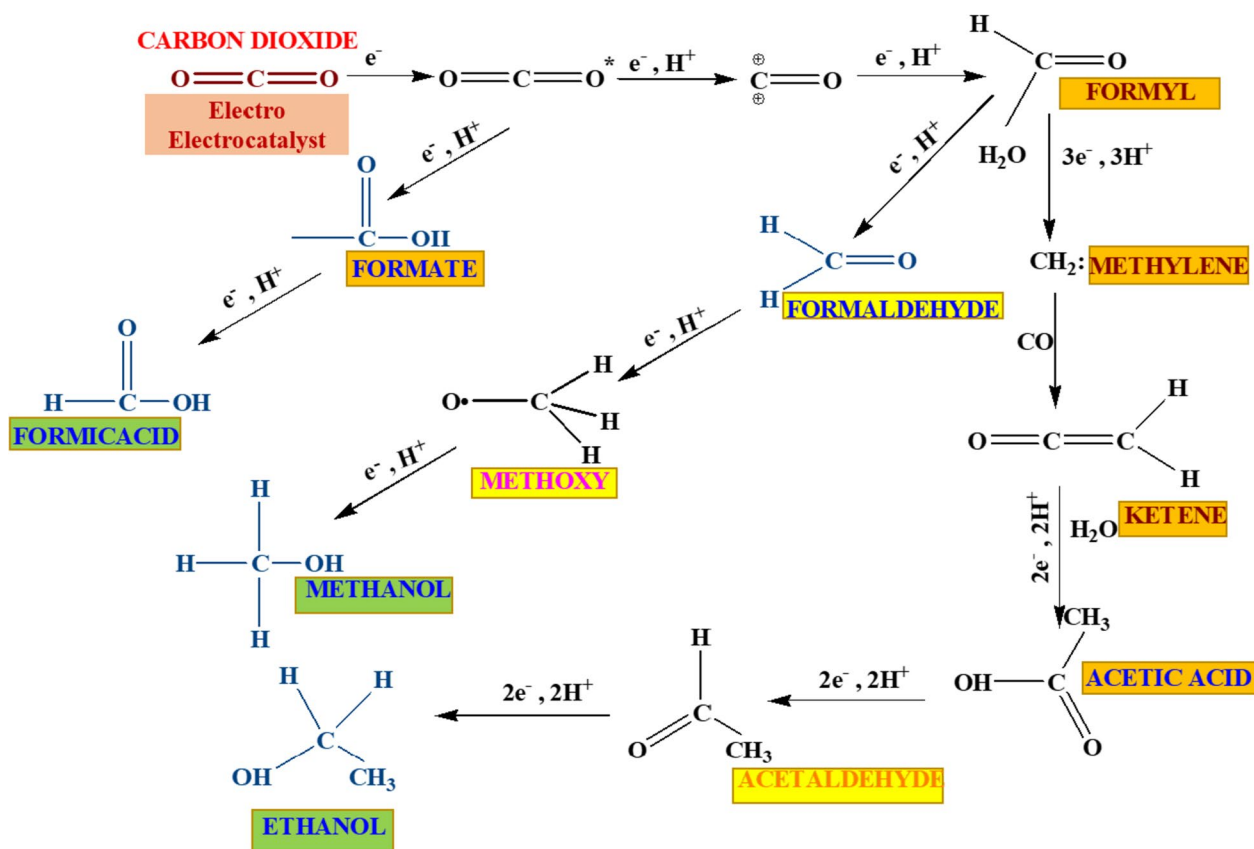 CARBON DIOXIDE
O C O
e⁻
O C O*
e⁻, H⁺
C O
⊕
⊕
e⁻, H⁺
H
C O
FORMYL
H₂O
3e⁻, 3H⁺
Electro
Electrocatalyst
e⁻, H⁺
O
C OH
FORMATE
e⁻, H⁺
O
H C OH
FORMICACID
e⁻, H⁺
H
C O
H
FORMALDEHYDE
e⁻, H⁺
CH₂:
METHYLENE
CO
O• C H
H
H
METHOXY
e⁻, H⁺
O C C H
H
KETENE
2e⁻, 2H⁺
H₂O
H
H C OH
H
METHANOL
CH₃
OH C
O
ACETIC ACID
2e⁻, 2H⁺
H
C
O CH₃
ACETALDEHYDE
2e⁻, 2H⁺
H H
C
OH CH₃
ETHANOL